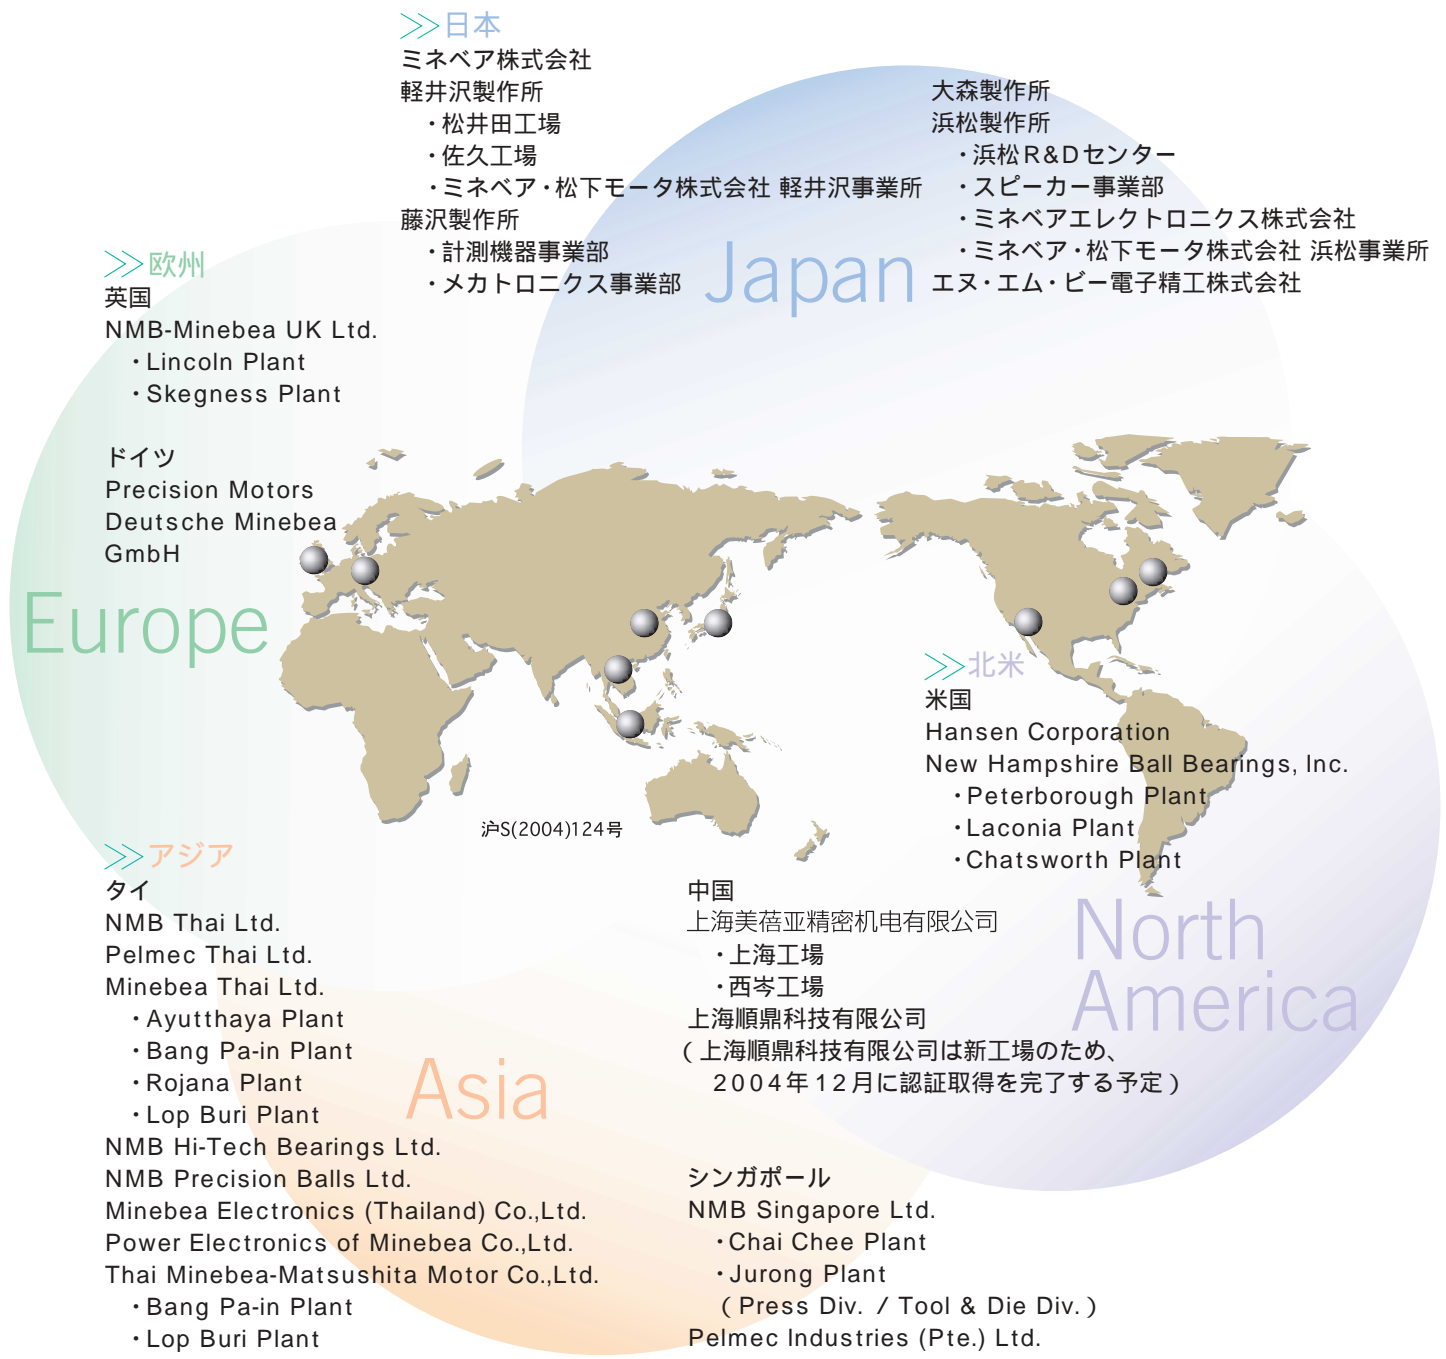 ≫日本
ミネベア株式会社
軽井沢製作所
・松井田工場
・佐久工場
・ミネベア・松下モータ株式会社 軽井沢事業所
藤沢製作所
・計測機器事業部
・メカトロニクス事業部
大森製作所
浜松製作所
・浜松R&Dセンター
・スピーカー事業部
・ミネベアエレクトロニクス株式会社
・ミネベア・松下モータ株式会社 浜松事業所
エヌ・エム・ビー電子精工株式会社
Japan
≫欧州
英国
NMB-Minebea UK Ltd.
・Lincoln Plant
・Skegness Plant
ドイツ
Precision Motors
Deutsche Minebea
GmbH
Europe
≫北米
米国
Hansen Corporation
New Hampshire Ball Bearings, Inc.
・Peterborough Plant
・Laconia Plant
・Chatsworth Plant
North
America
沪S(2004)124号
≫アジア
タイ
NMB Thai Ltd.
Pelmec Thai Ltd.
Minebea Thai Ltd.
・Ayutthaya Plant
・Bang Pa-in Plant
・Rojana Plant
・Lop Buri Plant
NMB Hi-Tech Bearings Ltd.
NMB Precision Balls Ltd.
Minebea Electronics (Thailand) Co.,Ltd.
Power Electronics of Minebea Co.,Ltd.
Thai Minebea-Matsushita Motor Co.,Ltd.
・Bang Pa-in Plant
・Lop Buri Plant
Asia
中国
上海美蓓亚精密机电有限公司
・上海工場
・西岑工場
上海順鼎科技有限公司
(上海順鼎科技有限公司は新工場のため、
2004年12月に認証取得を完了する予定)
シンガポール
NMB Singapore Ltd.
・Chai Chee Plant
・Jurong Plant
(Press Div. / Tool & Die Div.)
Pelmec Industries (Pte.) Ltd.